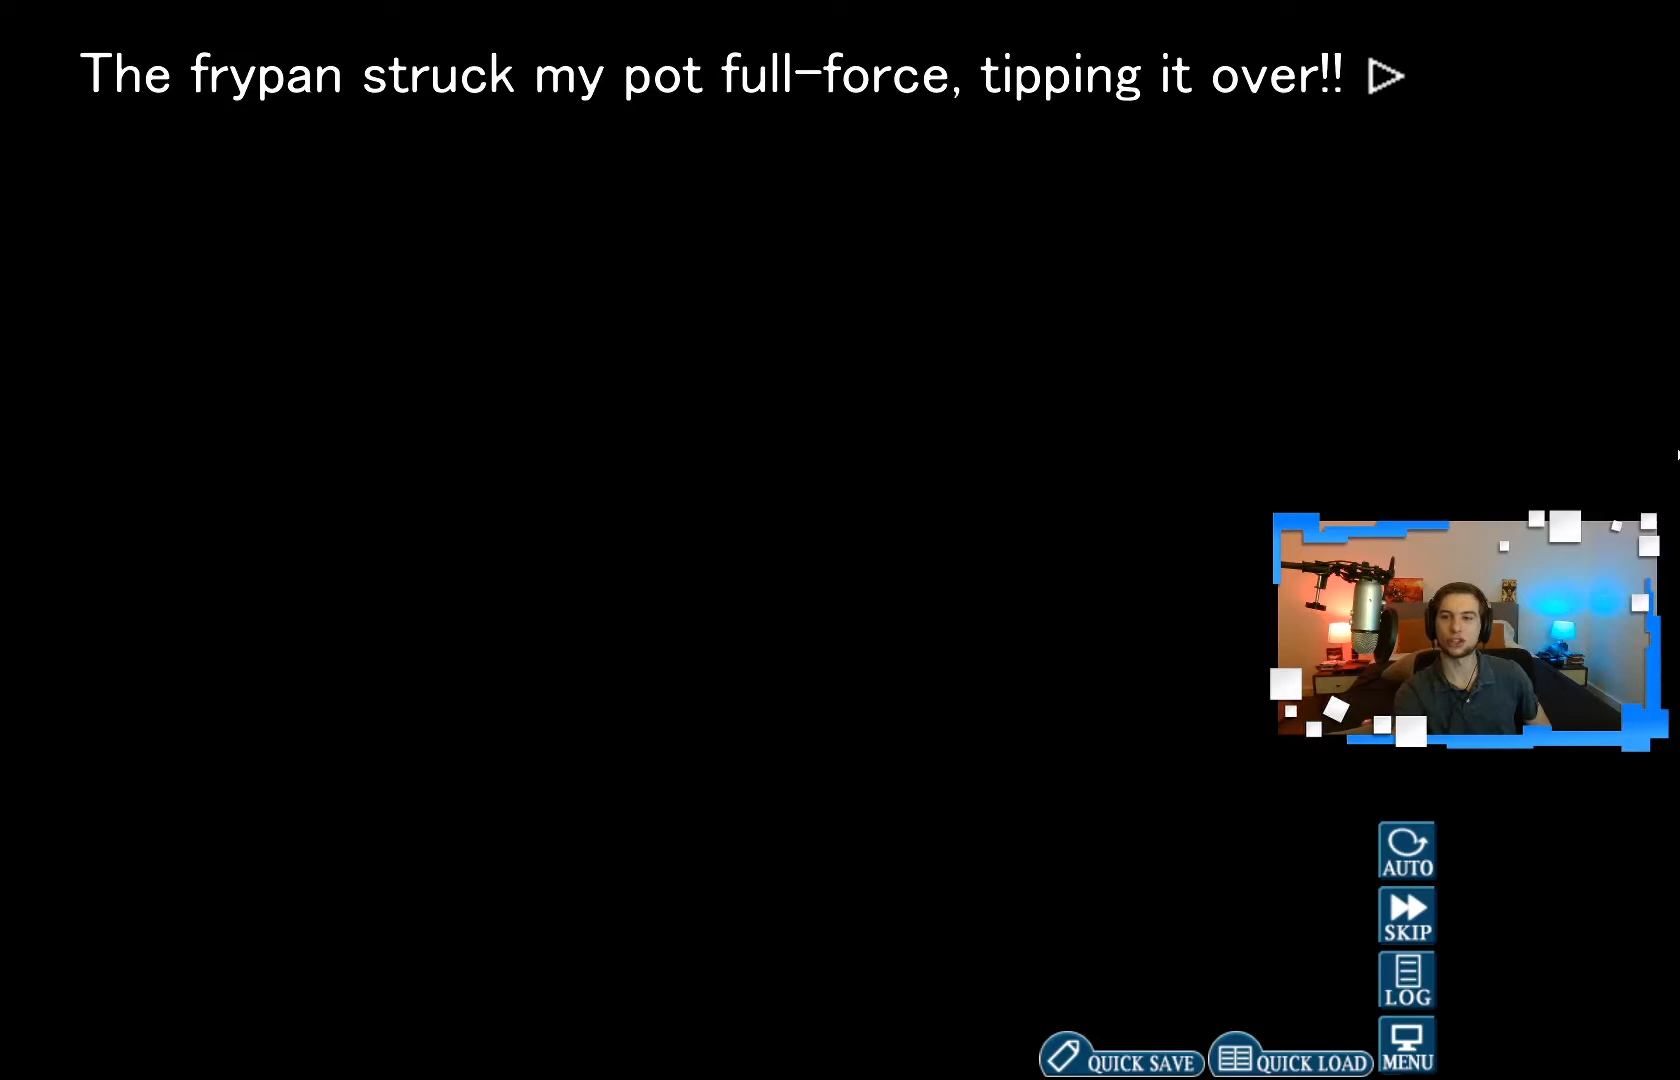 The frypan struck my pot full-force, tipping it over!!
AUTO
SKIP
LOG
MENU
QUICK SAVE
QUICK LOAD